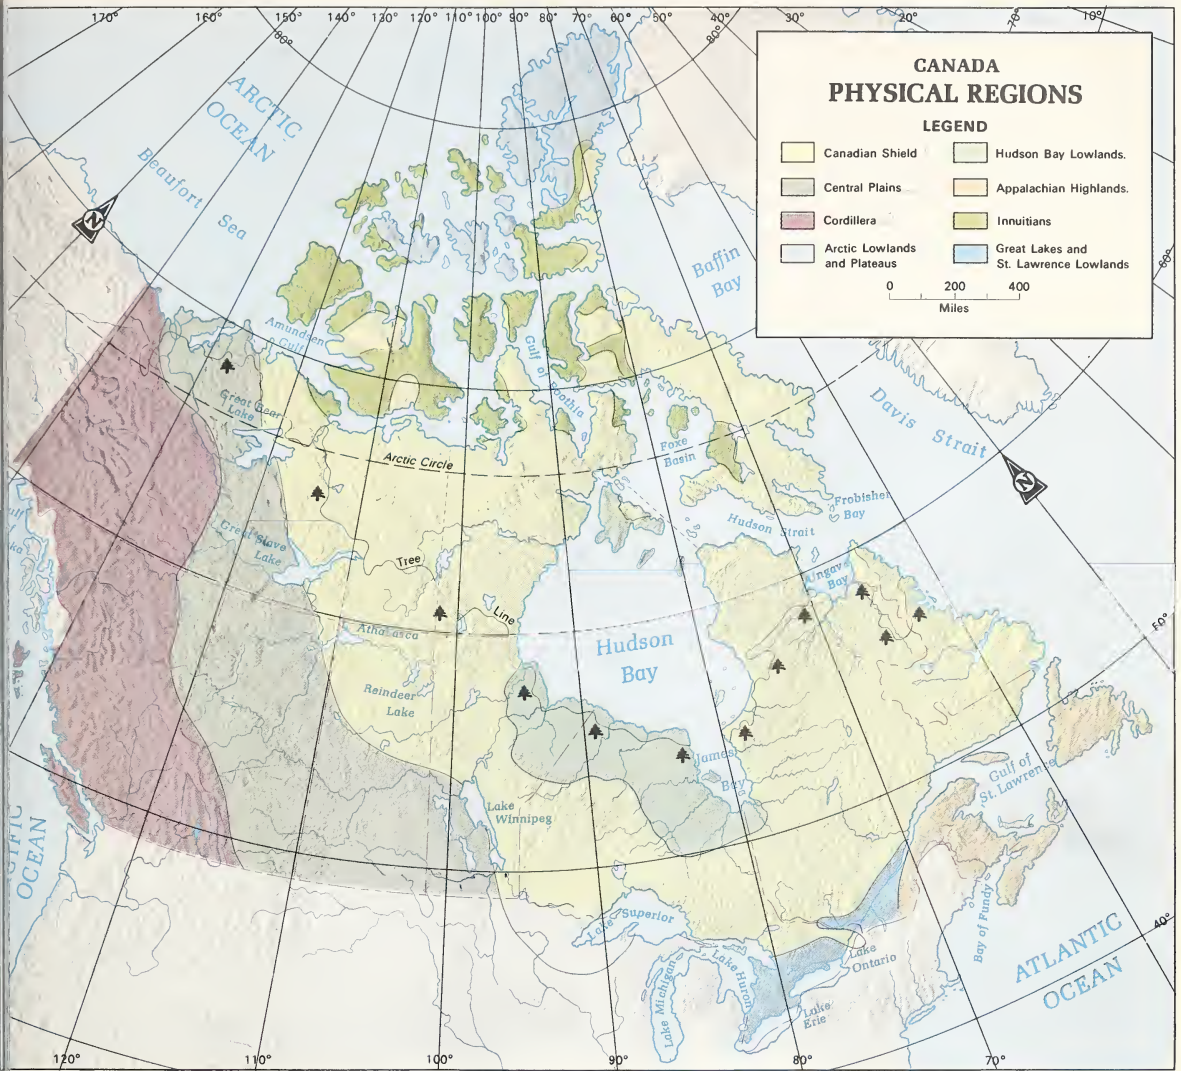 170° 160° 150° 140° 130° 120° 110° 100° 90° 80° 70° 60° 50° 40° 30° 20° 70° 10°
80°
80°
CANADA
PHYSICAL REGIONS
LEGEND
Canadian Shield
Hudson Bay Lowlands.
Central Plains
Appalachian Highlands.
Cordillera
Innuitians
Arctic Lowlands
and Plateaus
Great Lakes and
St. Lawrence Lowlands
0 200 400
Miles
ARCTIC
OCEAN
Beaufort Sea
N
Baffin
Bay
60°
Amundsen
Gulf
Gulf of Boothia
Great Bear
Lake
Davis Strait
Arctic Circle
Foxe
Basin
N
Frobisher
Bay
Hudson Strait
Great Slave
Lake
Tree
Line
Ungava
Bay
50°
Athabasca
Hudson
Bay
Reindeer
Lake
James
Bay
Gulf of
St. Lawrence
Lake
Winnipeg
OCEAN
Lake Superior
Bay of Fundy
40°
ATLANTIC
OCEAN
Lake
Ontario
Lake Huron
Lake Michigan
Lake
Erie
120° 110° 100° 90° 80° 70°